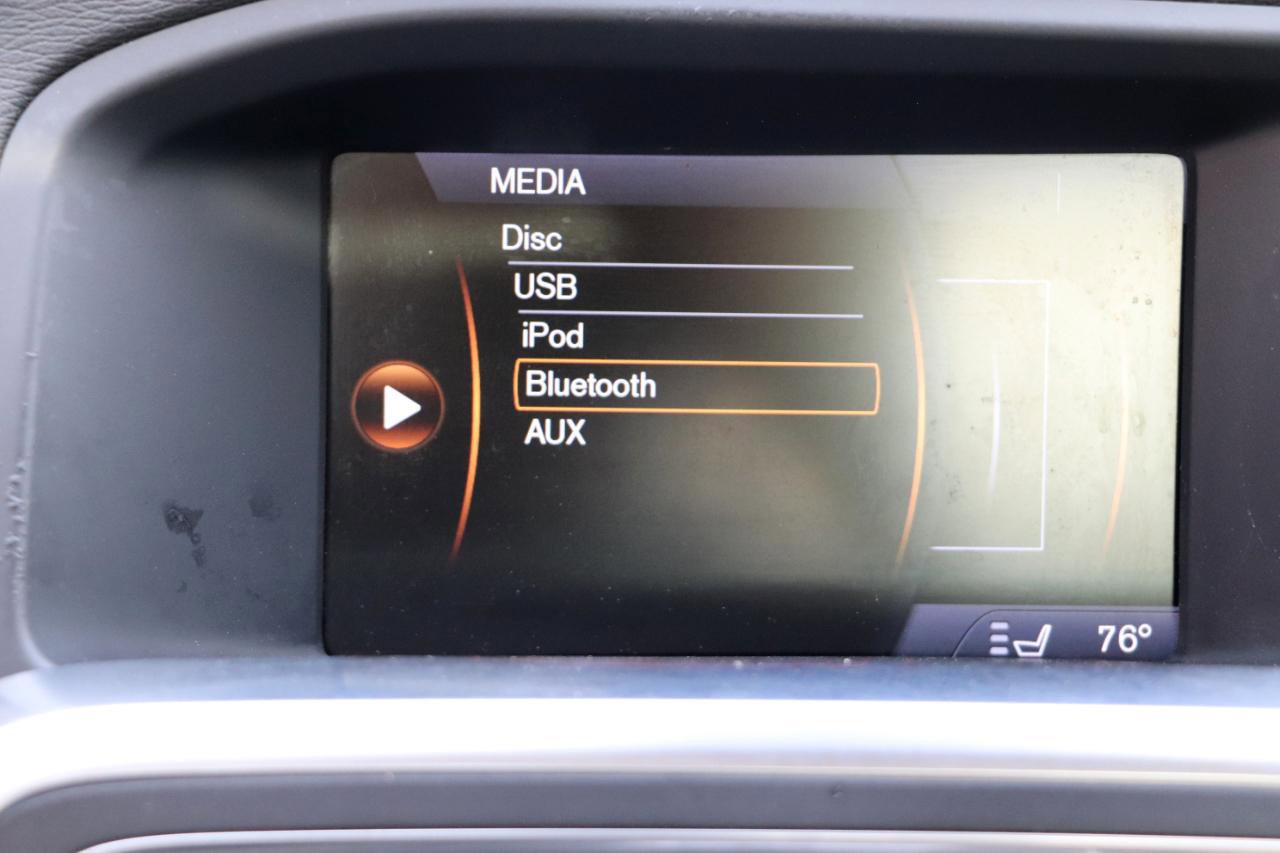 MEDIA
Disc
USB
iPod
Bluetooth
AUX
76°